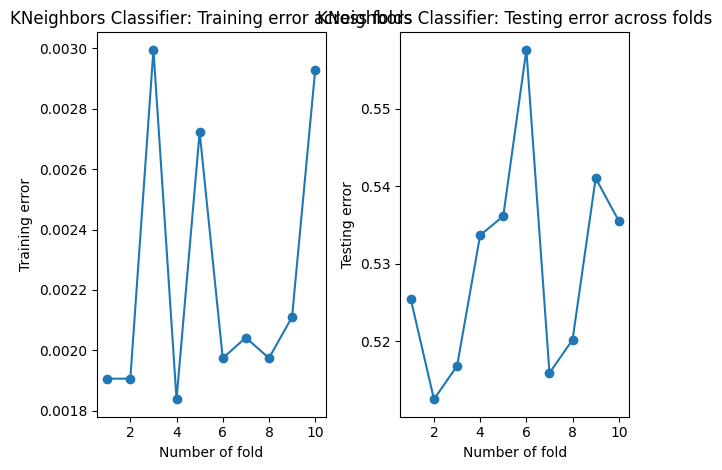 KNeighbors Classifier: Training error across folds
KNeighbors Classifier: Testing error across folds
Training error
0.0030
0.0028
0.0026
0.0024
0.0022
0.0020
0.0018
2 4 6 8 10
Number of fold
Testing error
0.55
0.54
0.53
0.52
2 4 6 8 10
Number of fold